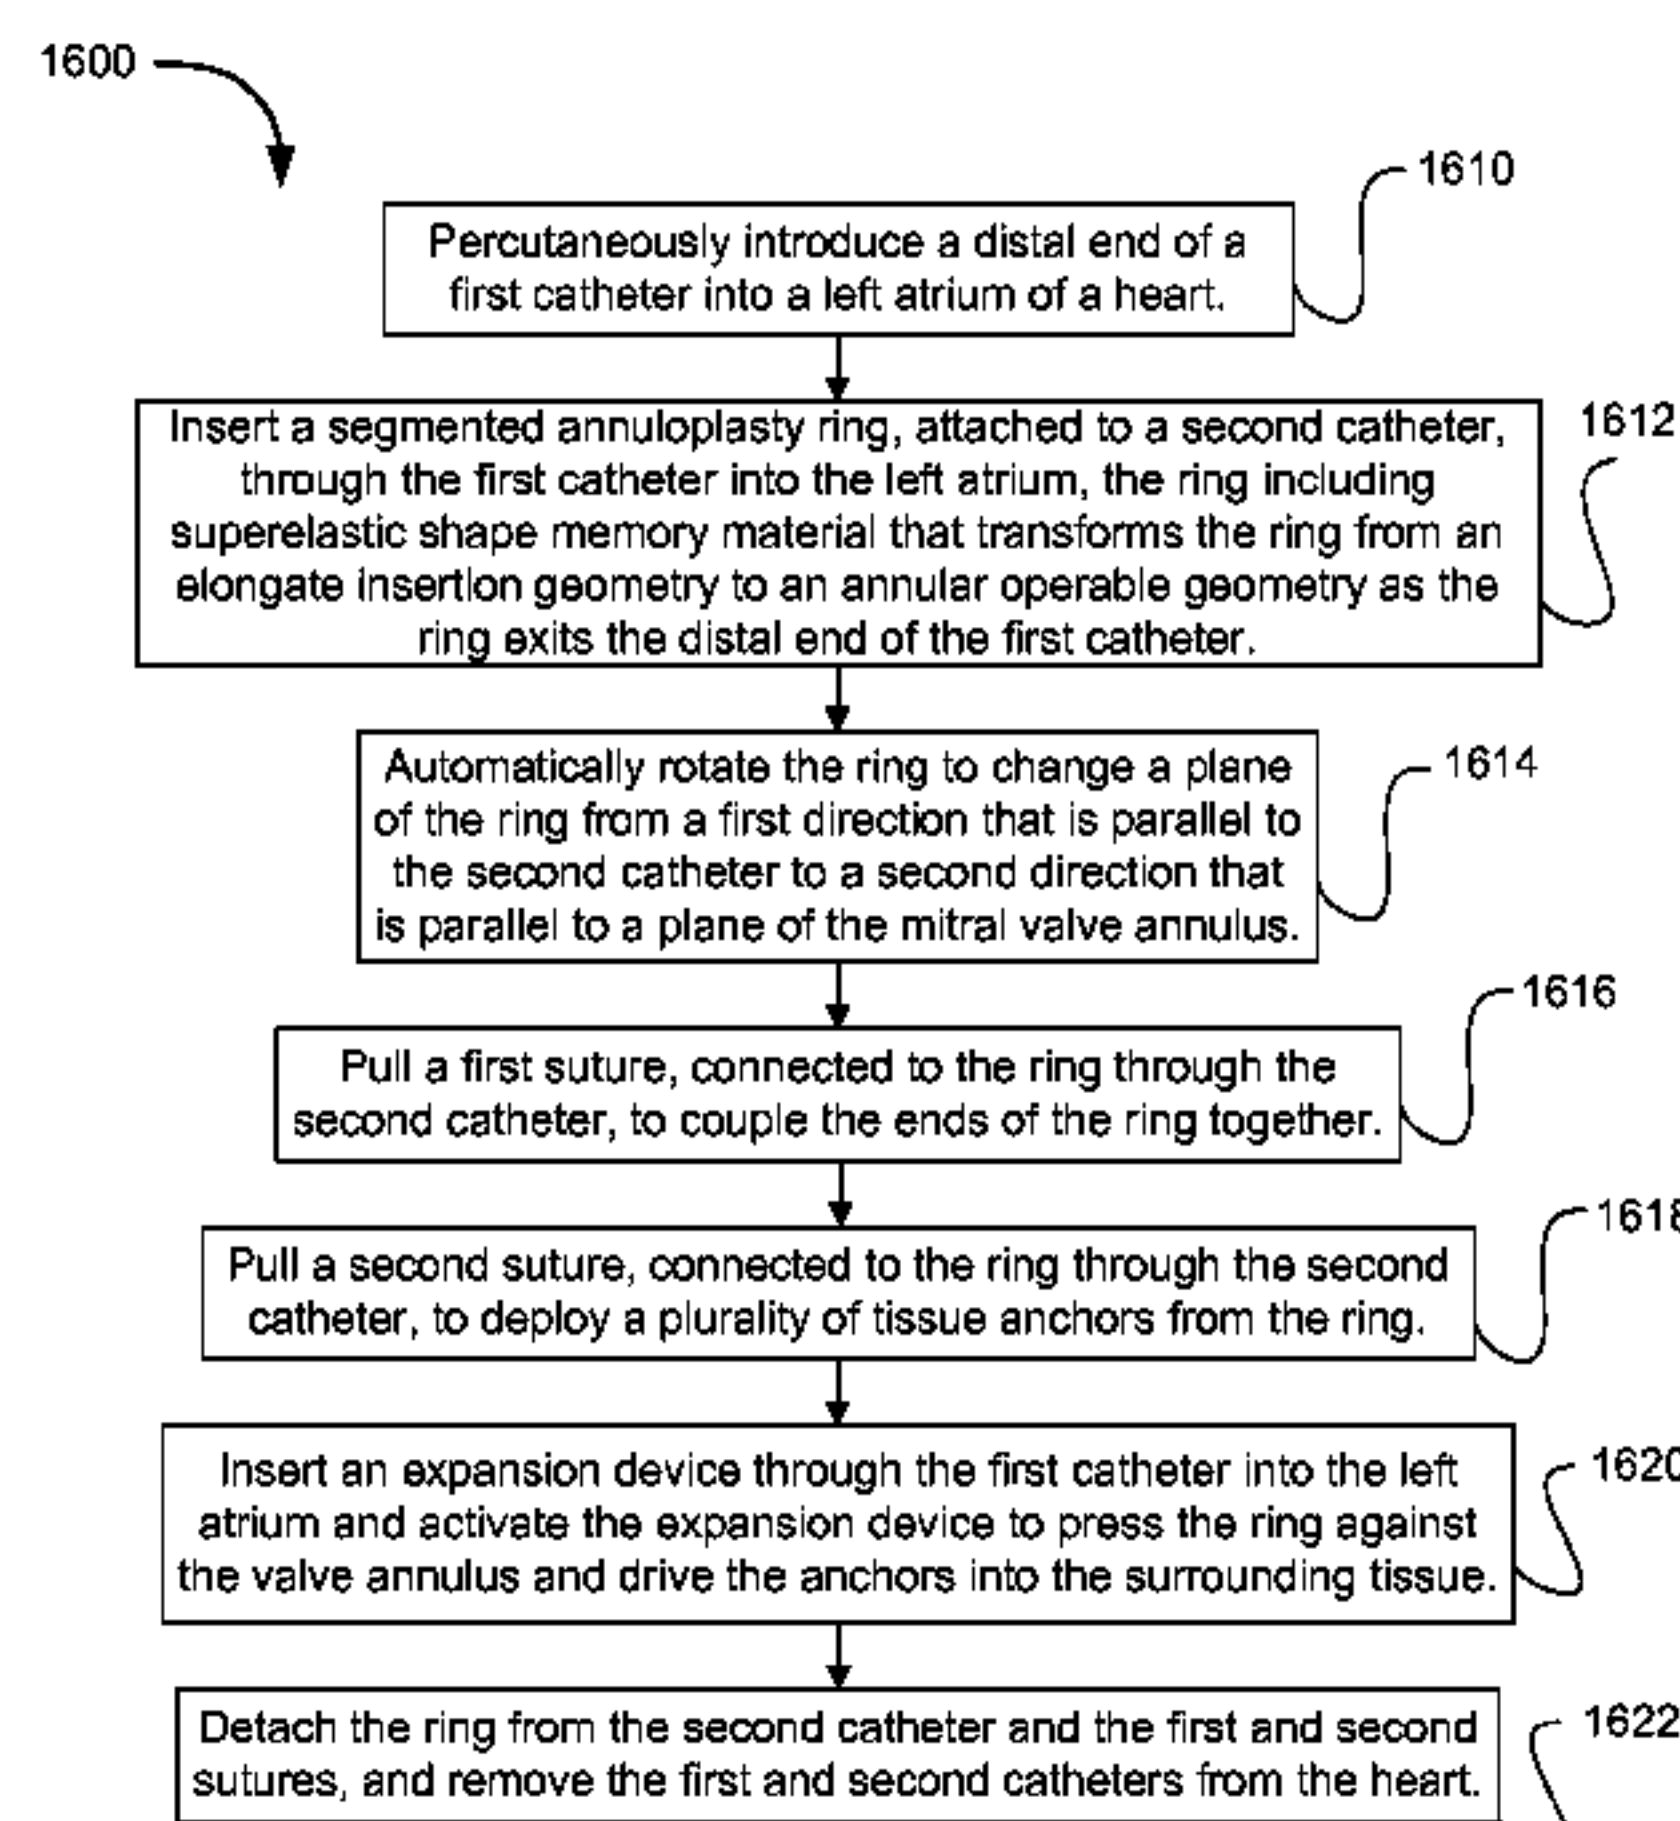 1600
1610
Percutaneously introduce a distal end of a
first catheter into a left atrium of a heart.
1612
Insert a segmented annuloplasty ring, attached to a second catheter,
through the first catheter into the left atrium, the ring including
superelastic shape memory material that transforms the ring from an
elongate insertion geometry to an annular operable geometry as the
ring exits the distal end of the first catheter.
1614
Automatically rotate the ring to change a plane
of the ring from a first direction that is parallel to
the second catheter to a second direction that
is parallel to a plane of the mitral valve annulus.
1616
Pull a first suture, connected to the ring through the
second catheter, to couple the ends of the ring together.
1618
Pull a second suture, connected to the ring through the second
catheter, to deploy a plurality of tissue anchors from the ring.
1620
Insert an expansion device through the first catheter into the left
atrium and activate the expansion device to press the ring against
the valve annulus and drive the anchors into the surrounding tissue.
1622
Detach the ring from the second catheter and the first and second
sutures, and remove the first and second catheters from the heart.